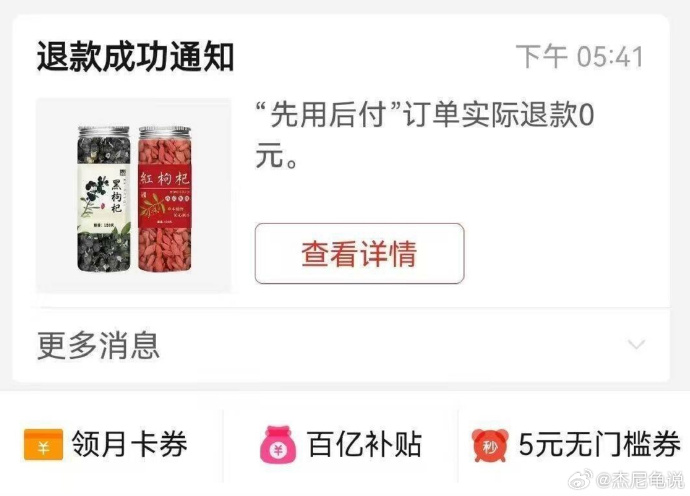 退款成功通知
下午 05:41
“先用后付”订单实际退款0
元。
黑枸杞
紅枸杞
查看详情
更多消息
领月卡券
百亿补贴
秒
5元无门槛券
@杰尼龟说